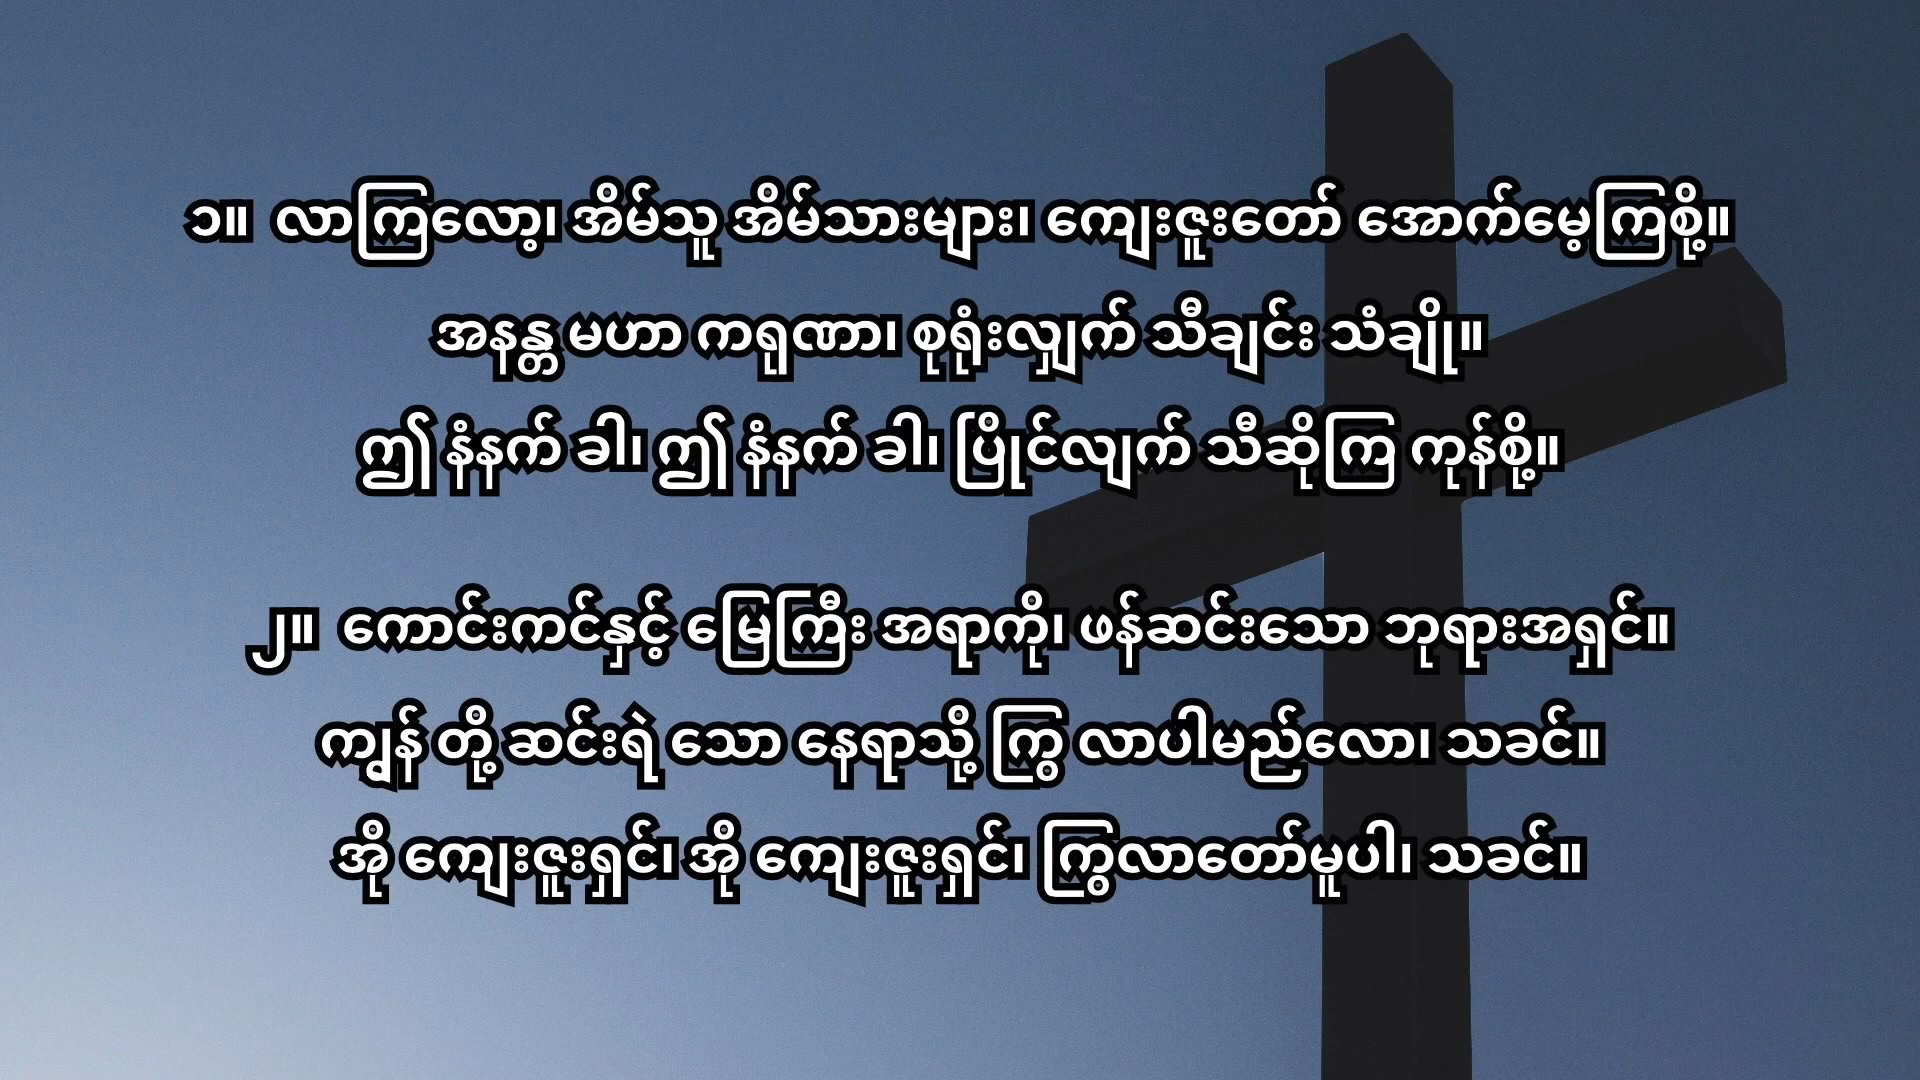 ၁။ လာကြလော့၊ အိမ်သူ အိမ်သားများ၊ ကျေးဇူးတော် အောက်မေ့ကြစို့။
အနန္တ မဟာ ကရုဏာ၊ စုရုံးလျှက် သီချင်း သံချို။
ဤ နံနက် ခါ၊ ဤ နံနက် ခါ၊ ပြိုင်လျက် သီဆိုကြ ကုန်စို့။
၂။ ကောင်းကင်နှင့် မြေကြီး အရာကို၊ ဖန်ဆင်းသော ဘုရားအရှင်။
ကျွန် တို့ ဆင်းရဲ သော နေရာသို့ ကြွ လာပါမည်လော၊ သခင်။
အို ကျေးဇူးရှင်၊ အို ကျေးဇူးရှင်၊ ကြွလာတော်မူပါ၊ သခင်။